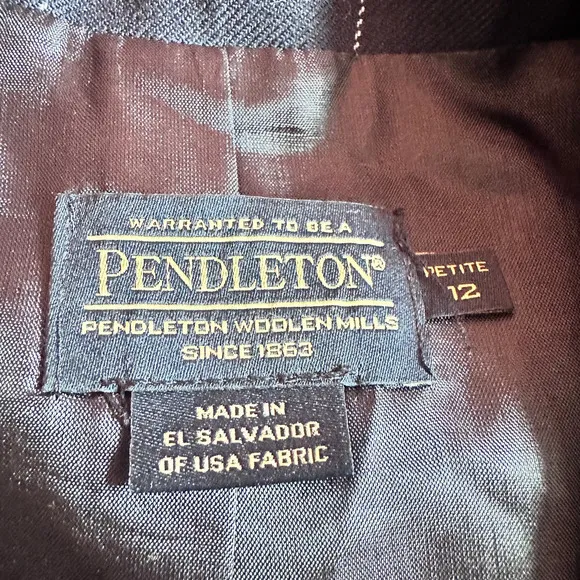 WARRANTED TO BE A
PENDLETON®
PENDLETON WOOLEN MILLS
SINCE 1863
PETITE
12
MADE IN
EL SALVADOR
OF USA FABRIC